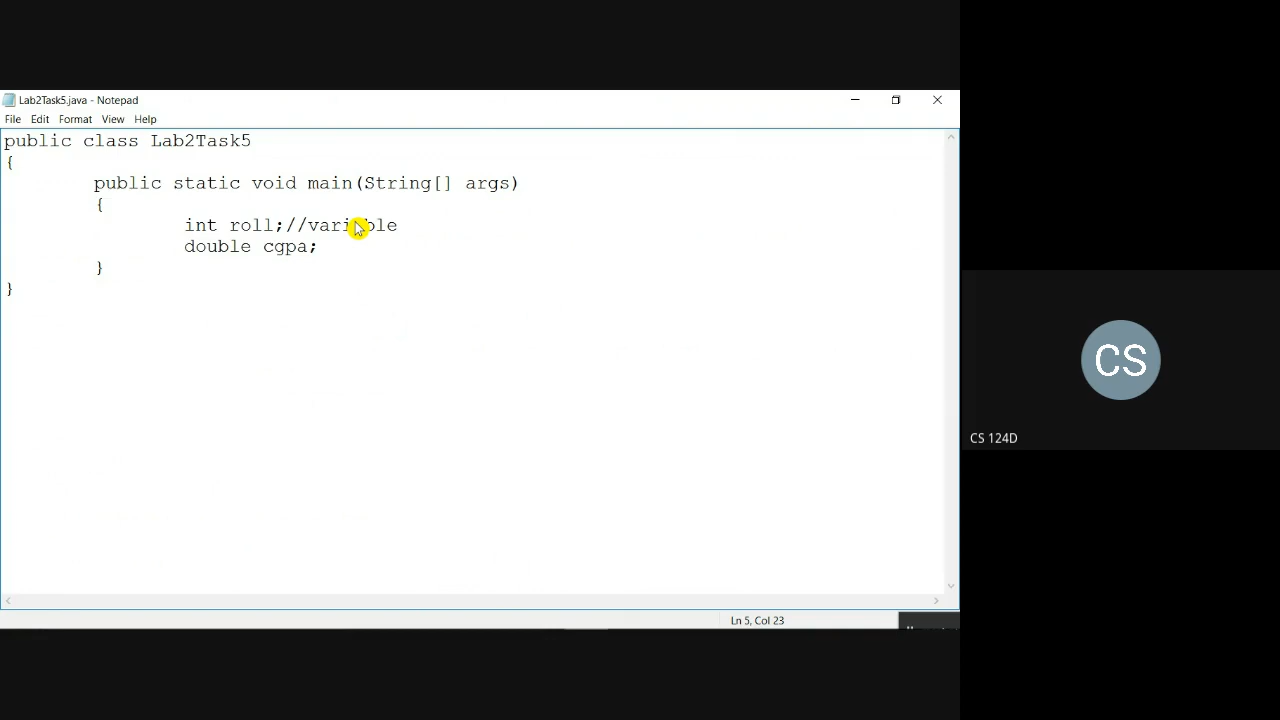 Lab2Task5.java - Notepad
File Edit Format View Help
public class Lab2Task5
{
public static void main(String[] args)
{
int roll;//variable
double cgpa;
}
}
Ln 5, Col 23
CS
CS 124D